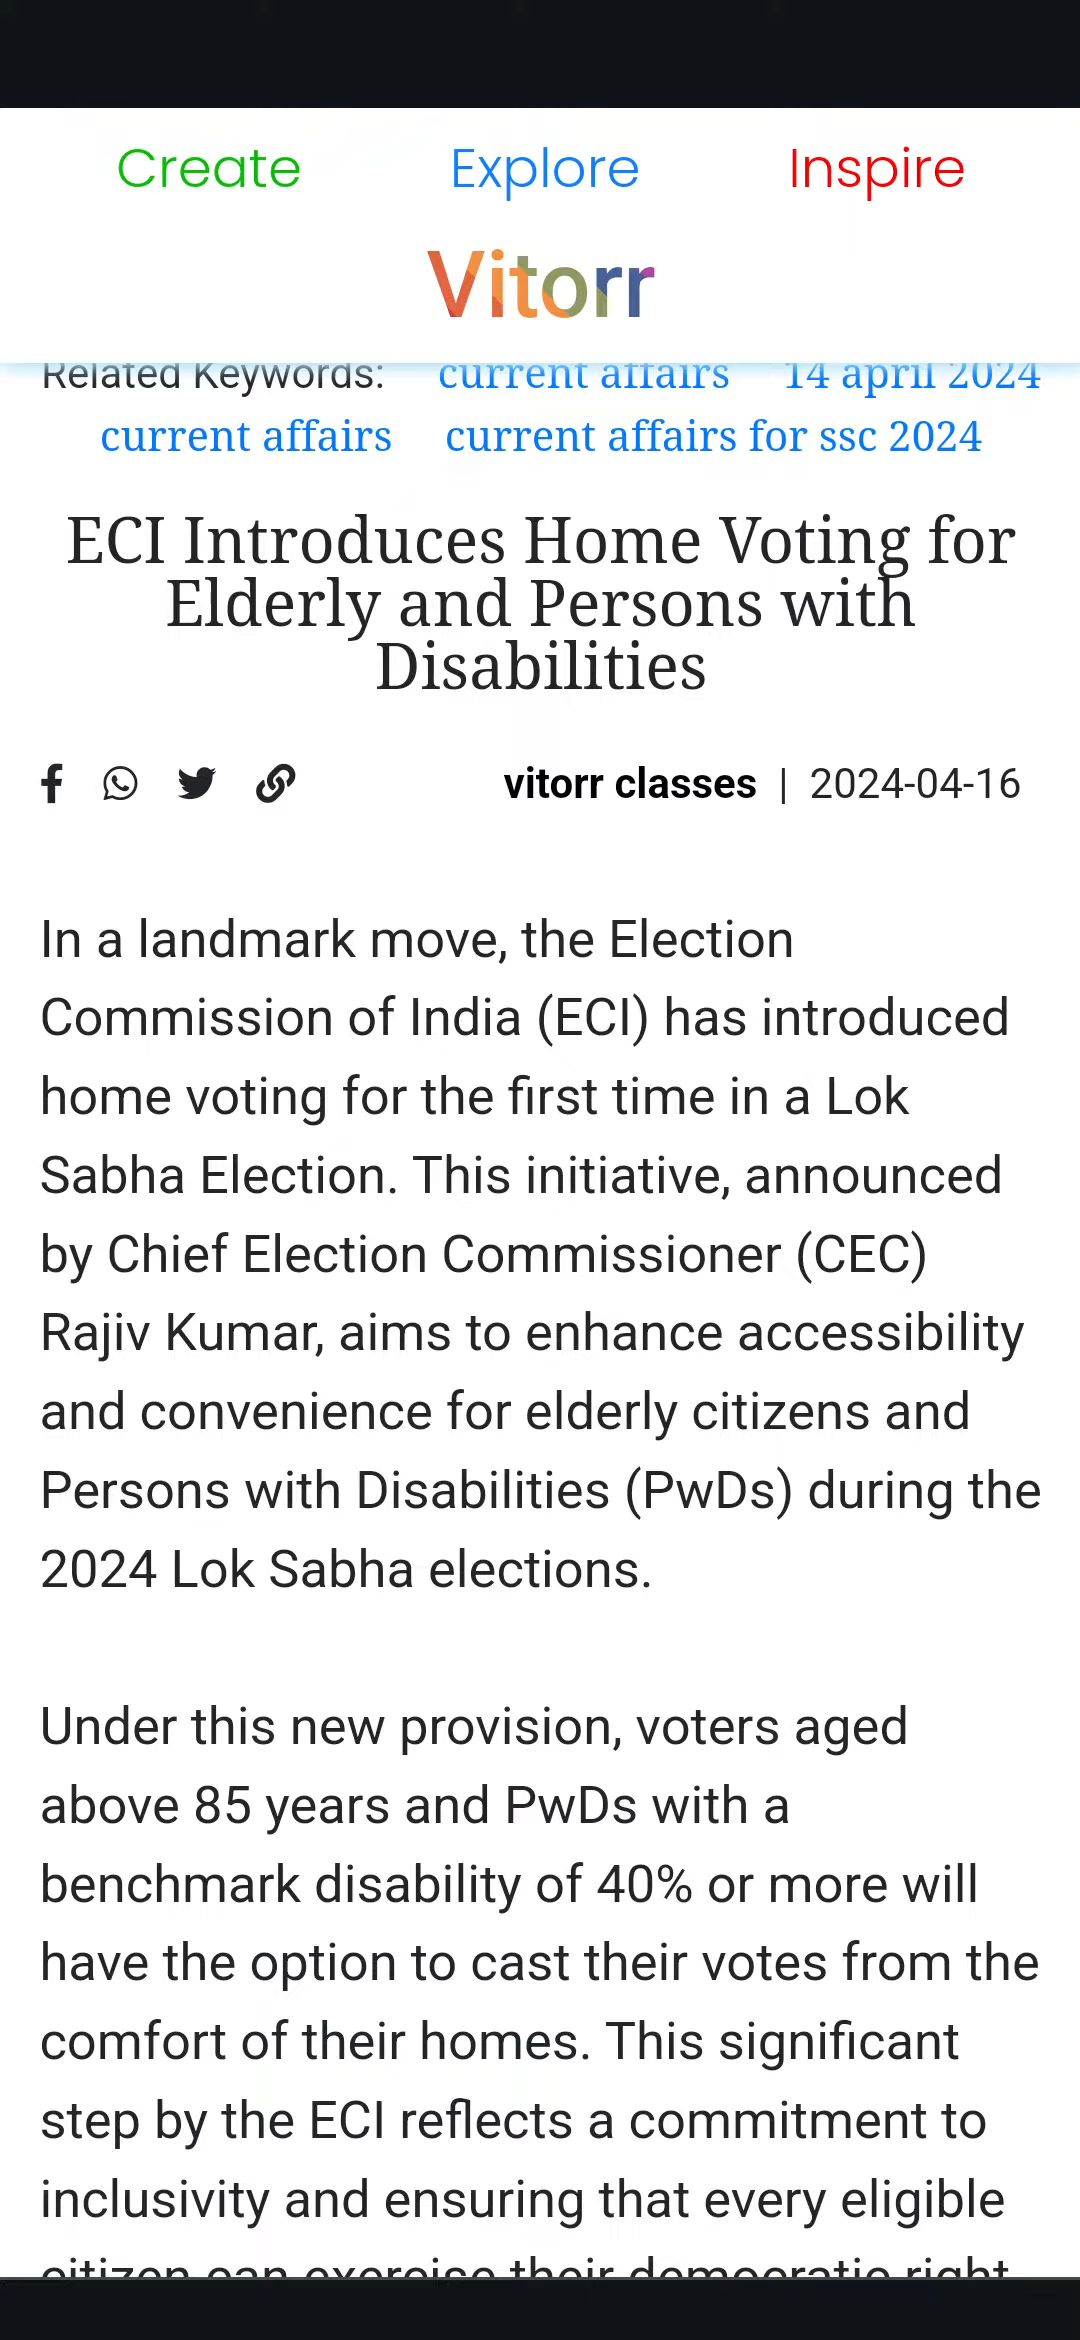 Create Explore Inspire
Vitorr
Related Keywords: current affairs 14 april 2024
current affairs current affairs for ssc 2024
ECI Introduces Home Voting for
Elderly and Persons with
Disabilities
vitorr classes | 2024-04-16
In a landmark move, the Election
Commission of India (ECI) has introduced
home voting for the first time in a Lok
Sabha Election. This initiative, announced
by Chief Election Commissioner (CEC)
Rajiv Kumar, aims to enhance accessibility
and convenience for elderly citizens and
Persons with Disabilities (PwDs) during the
2024 Lok Sabha elections.
Under this new provision, voters aged
above 85 years and PwDs with a
benchmark disability of 40% or more will
have the option to cast their votes from the
comfort of their homes. This significant
step by the ECI reflects a commitment to
inclusivity and ensuring that every eligible
citizen can exercise their democratic right